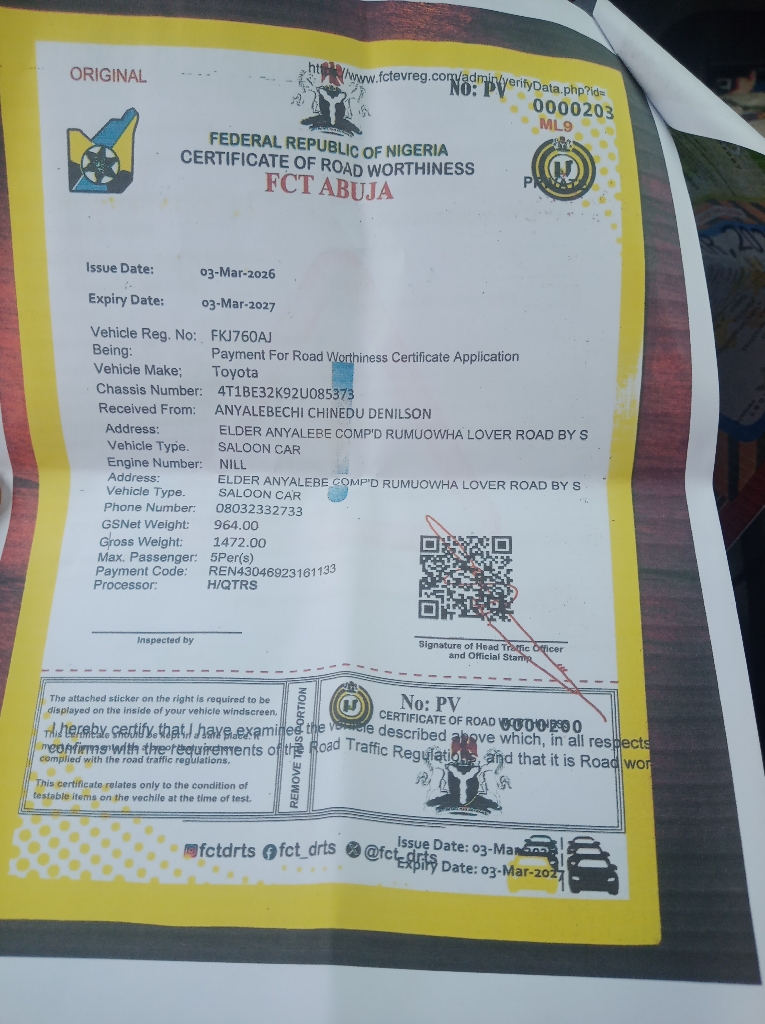 ORIGINAL
http://www.fctevreg.com/admin/verifyData.php?id=
No: PV
0000203
ML9
FEDERAL REPUBLIC OF NIGERIA
CERTIFICATE OF ROAD WORTHINESS
FCT ABUJA
Issue Date: 03-Mar-2026
Expiry Date: 03-Mar-2027
Vehicle Reg. No: FKJ760AJ
Being: Payment For Road Worthiness Certificate Application
Vehicle Make; Toyota
Chassis Number: 4T1BE32K92U085373
Received From: ANYALEBECHI CHINEDU DENILSON
Address: ELDER ANYALEBE COMP'D RUMUOWHA LOVER ROAD BY S
Vehicle Type. SALOON CAR
Engine Number: NILL
Address: ELDER ANYALEBE COMP'D RUMUOWHA LOVER ROAD BY S
Vehicle Type. SALOON CAR
Phone Number: 08032332733
GSNet Weight: 964.00
Gross Weight: 1472.00
Max. Passenger: 5Per(s)
Payment Code: REN43046923161133
Processor: H/QTRS
Inspected by
Signature of Head Traffic Officer
and Official Stamp
The attached sticker on the right is required to be
displayed on the inside of your vehicle windscreen.
complied with the road traffic regulations.
This certificate relates only to the condition of
testable items on the vechile at the time of test.
REMOVE THIS PORTION
No: PV
0000200
CERTIFICATE OF ROAD WORTHINESS
I hereby certify that I have examined the vehicle described above which, in all respects
confirms with the requirements of the Road Traffic Regulations, and that it is Road wor
fctdrts fct_drts @fct_drts
Issue Date: 03-Mar-
Expiry Date: 03-Mar-2027